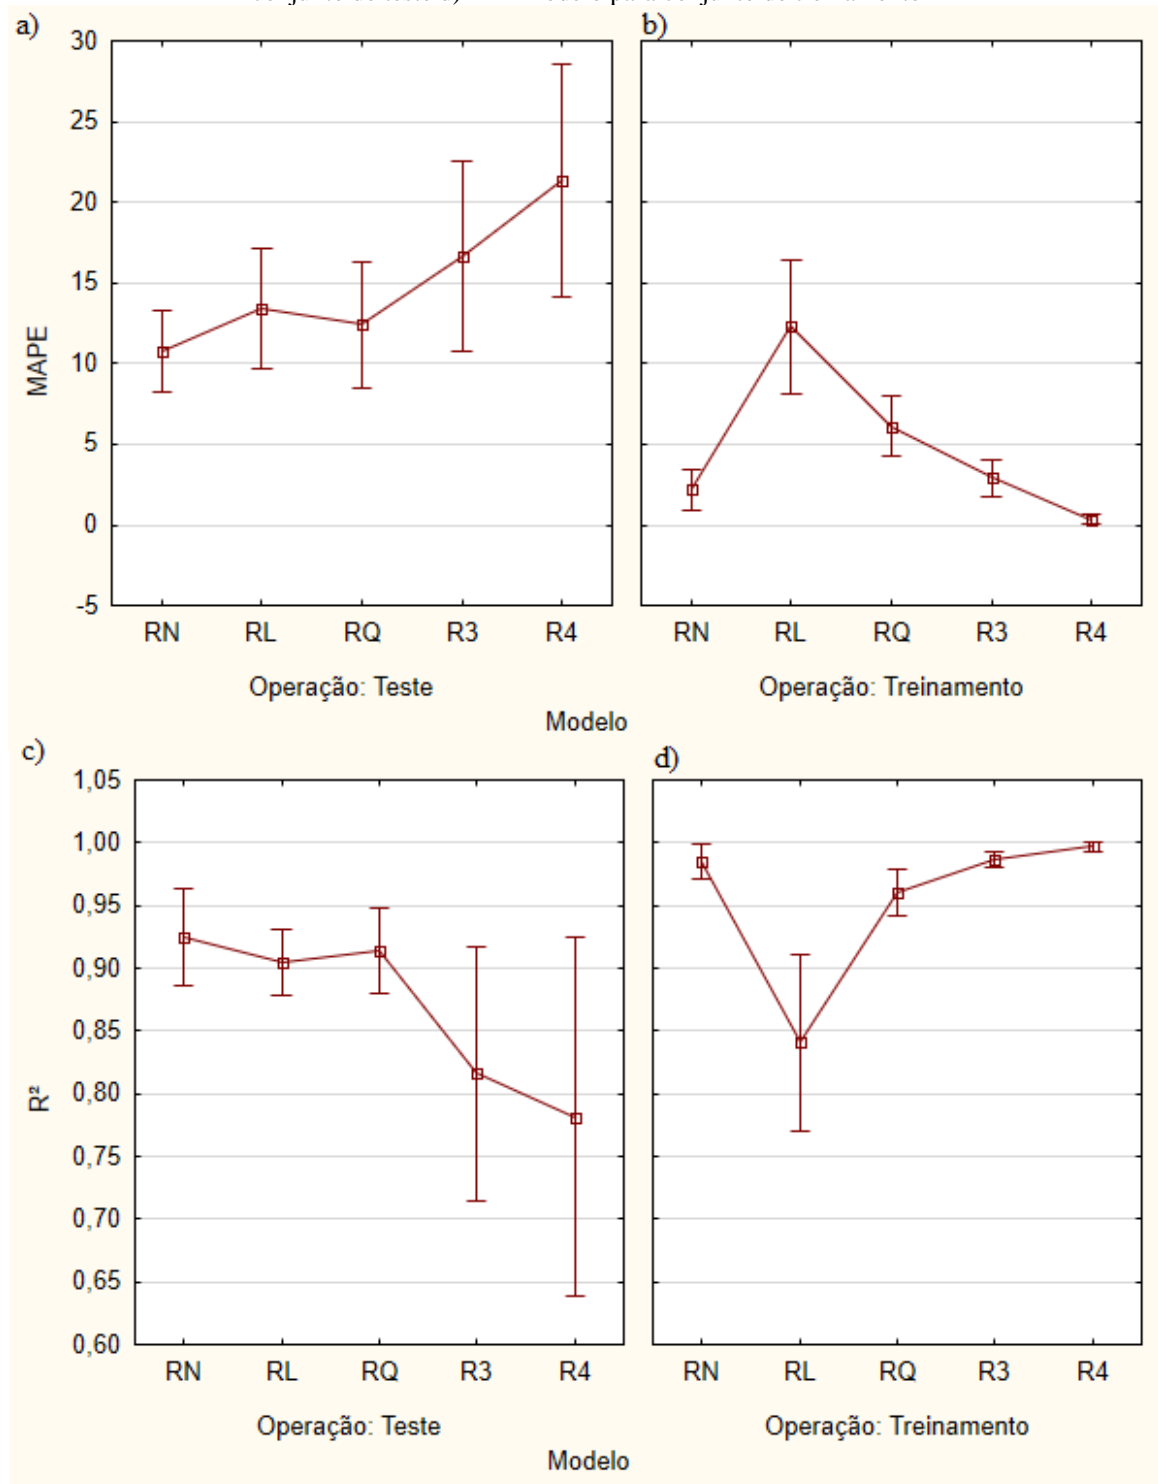 a)
b)
30
25
20
15
10
5
0
-5
MAPE
RN RL RQ R3 R4
RN RL RQ R3 R4
Operação: Teste
Operação: Treinamento
Modelo
c)
d)
1,05
1,00
0,95
0,90
0,85
0,80
0,75
0,70
0,65
0,60
R²
RN RL RQ R3 R4
RN RL RQ R3 R4
Operação: Teste
Operação: Treinamento
Modelo